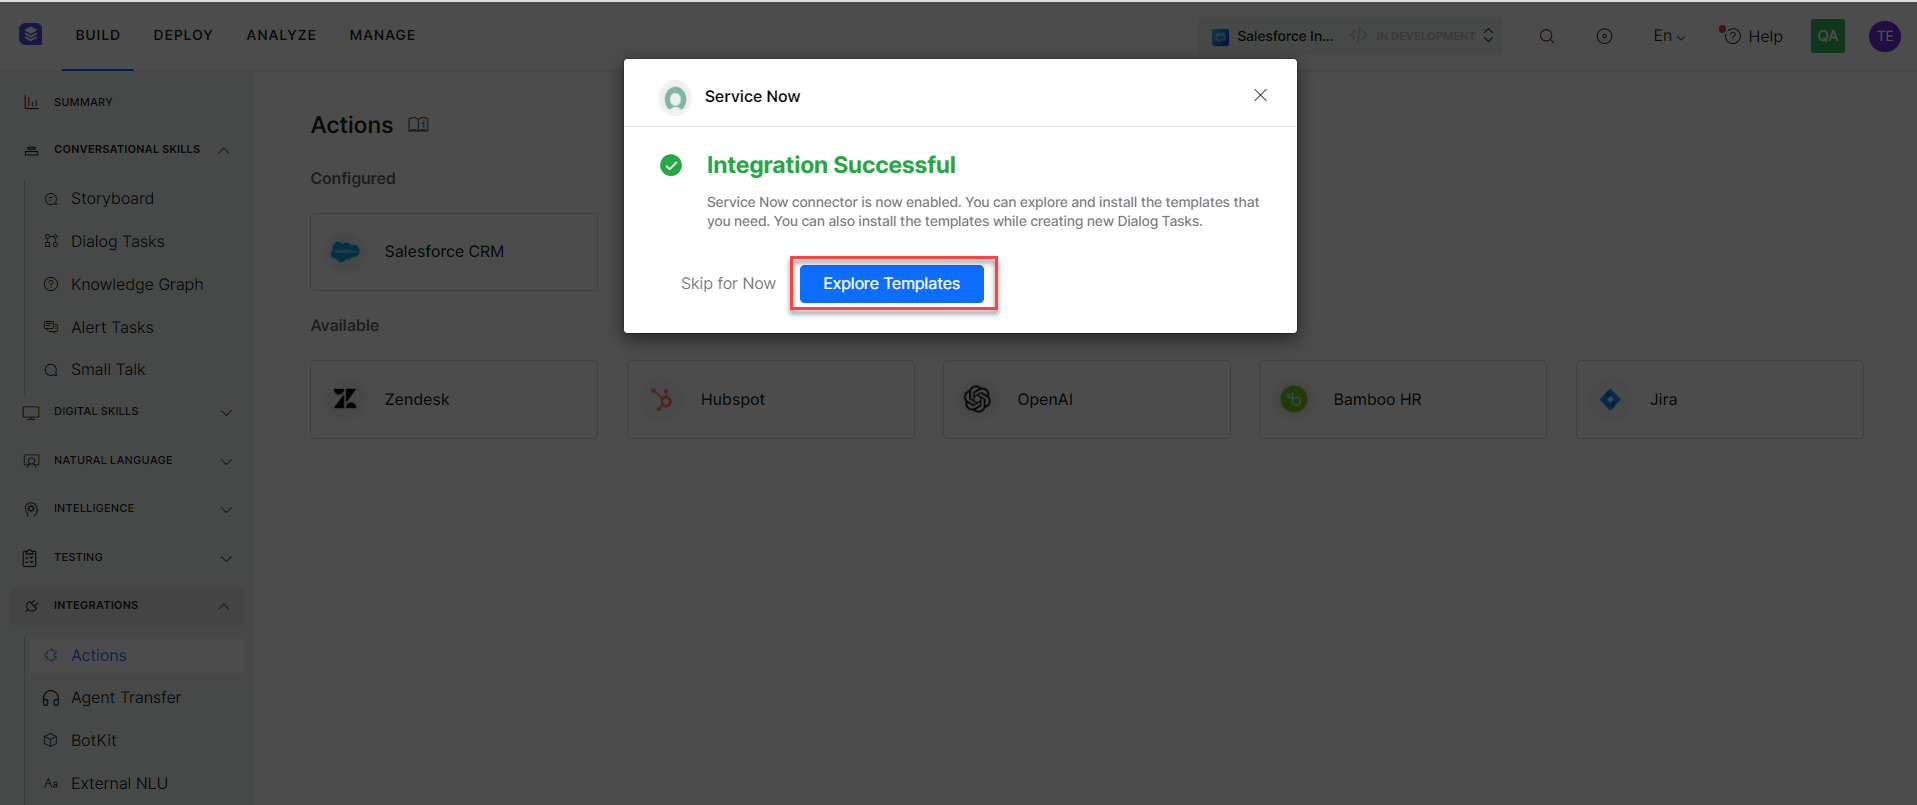 BUILD DEPLOY ANALYZE MANAGE Salesforce In... IN DEVELOPMENT En Help QA TE
SUMMARY
CONVERSATIONAL SKILLS
Storyboard
Dialog Tasks
Knowledge Graph
Alert Tasks
Small Talk
DIGITAL SKILLS
NATURAL LANGUAGE
INTELLIGENCE
TESTING
INTEGRATIONS
Actions
Agent Transfer
BotKit
Aa External NLU
Actions
Configured
Salesforce CRM
Available
Zendesk Hubspot OpenAI Bamboo HR Jira
Service Now
Integration Successful
Service Now connector is now enabled. You can explore and install the templates that
you need. You can also install the templates while creating new Dialog Tasks.
Skip for Now Explore Templates